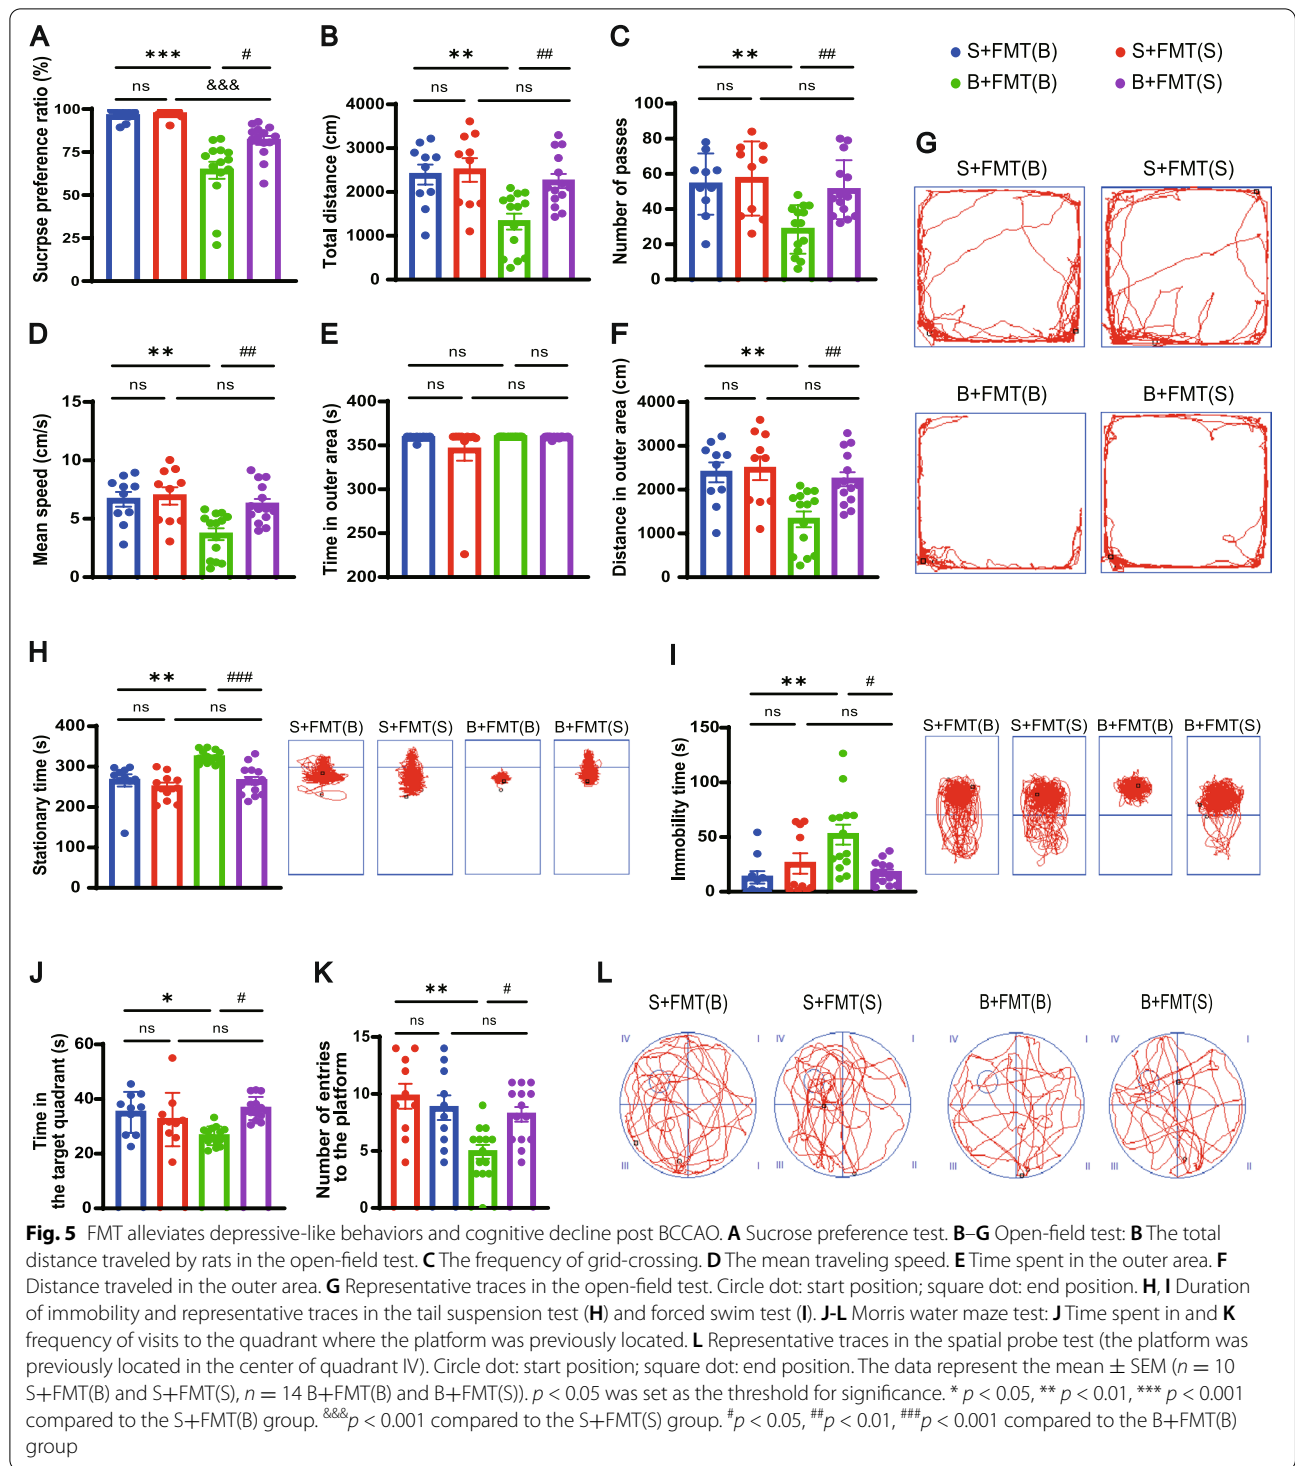 A
***
#
ns
&&&
Sucrpse preference ratio (%)
100
75
50
25
0
B
**
##
ns
ns
Total distance (cm)
4000
3000
2000
1000
0
C
**
##
ns
ns
Number of passes
100
80
60
40
20
0
S+FMT(B)
S+FMT(S)
B+FMT(B)
B+FMT(S)
G
S+FMT(B)
S+FMT(S)
B+FMT(B)
B+FMT(S)
D
**
##
ns
ns
Mean speed (cm/s)
15
10
5
0
E
ns
ns
ns
ns
Time in outer area (s)
400
350
300
250
200
F
**
##
ns
ns
Distance in outer area (cm)
4000
3000
2000
1000
0
H
**
###
ns
ns
Stationary time (s)
400
300
200
100
0
S+FMT(B)
S+FMT(S)
B+FMT(B)
B+FMT(S)
I
**
#
ns
ns
Immobility time (s)
150
100
50
0
S+FMT(B)
S+FMT(S)
B+FMT(B)
B+FMT(S)
J
*
#
ns
ns
Time in
the target quadrant (s)
60
40
20
0
K
**
#
ns
ns
Number of entries
to the platform
15
10
5
0
L
S+FMT(B)
S+FMT(S)
B+FMT(B)
B+FMT(S)
IV
I
III
I
IV
I
III
II
IV
I
III
II
IV
I
III
II
Fig. 5 FMT alleviates depressive-like behaviors and cognitive decline post BCCAO. A Sucrose preference test. B–G Open-field test: B The total
distance traveled by rats in the open-field test. C The frequency of grid-crossing. D The mean traveling speed. E Time spent in the outer area. F
Distance traveled in the outer area. G Representative traces in the open-field test. Circle dot: start position; square dot: end position. H, I Duration
of immobility and representative traces in the tail suspension test (H) and forced swim test (I). J-L Morris water maze test: J Time spent in and K
frequency of visits to the quadrant where the platform was previously located. L Representative traces in the spatial probe test (the platform was
previously located in the center of quadrant IV). Circle dot: start position; square dot: end position. The data represent the mean ± SEM (n = 10
S+FMT(B) and S+FMT(S), n = 14 B+FMT(B) and B+FMT(S)). p < 0.05 was set as the threshold for significance. * p < 0.05, ** p < 0.01, *** p < 0.001
compared to the S+FMT(B) group. &&&p < 0.001 compared to the S+FMT(S) group. #p < 0.05, ##p < 0.01, ###p < 0.001 compared to the B+FMT(B)
group